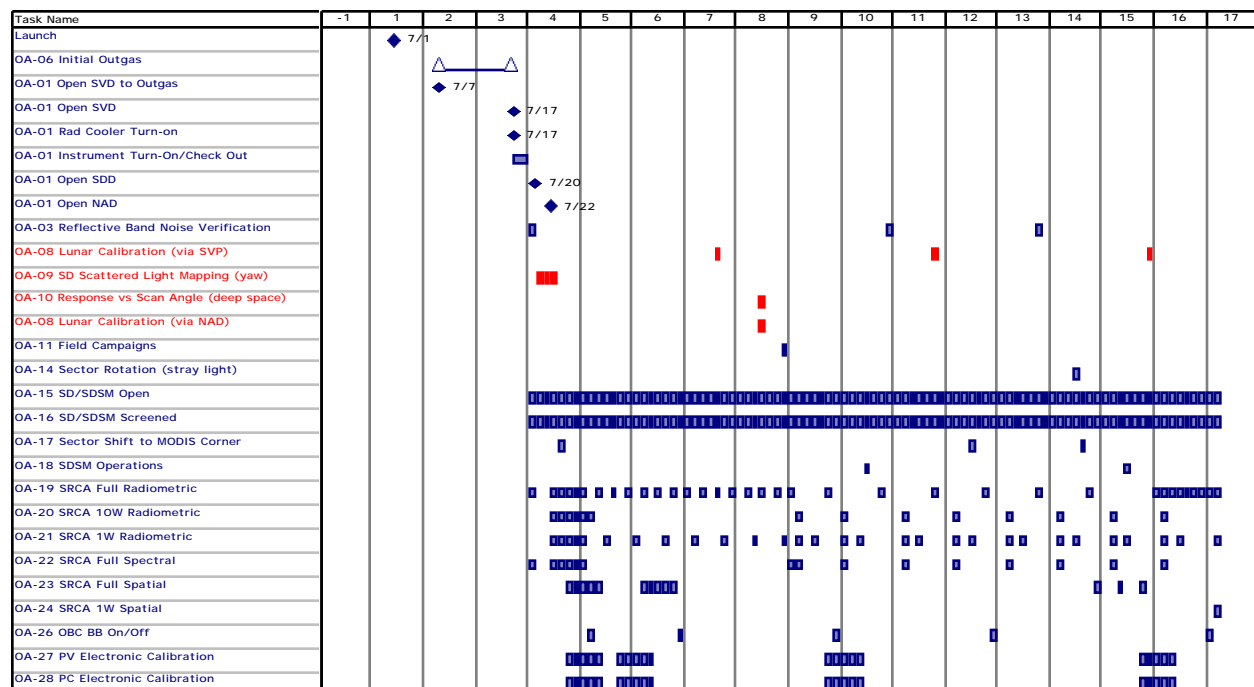 Task Name -1 1 2 3 4 5 6 7 8 9 10 11 12 13 14 15 16 17
Launch 7/1
OA-06 Initial Outgas
OA-01 Open SVD to Outgas 7/7
OA-01 Open SVD 7/17
OA-01 Rad Cooler Turn-on 7/17
OA-01 Instrument Turn-On/Check Out
OA-01 Open SDD 7/20
OA-01 Open NAD 7/22
OA-03 Reflective Band Noise Verification
OA-08 Lunar Calibration (via SVP)
OA-09 SD Scattered Light Mapping (yaw)
OA-10 Response vs Scan Angle (deep space)
OA-08 Lunar Calibration (via NAD)
OA-11 Field Campaigns
OA-14 Sector Rotation (stray light)
OA-15 SD/SDSM Open
OA-16 SD/SDSM Screened
OA-17 Sector Shift to MODIS Corner
OA-18 SDSM Operations
OA-19 SRCA Full Radiometric
OA-20 SRCA 10W Radiometric
OA-21 SRCA 1W Radiometric
OA-22 SRCA Full Spectral
OA-23 SRCA Full Spatial
OA-24 SRCA 1W Spatial
OA-26 OBC BB On/Off
OA-27 PV Electronic Calibration
OA-28 PC Electronic Calibration